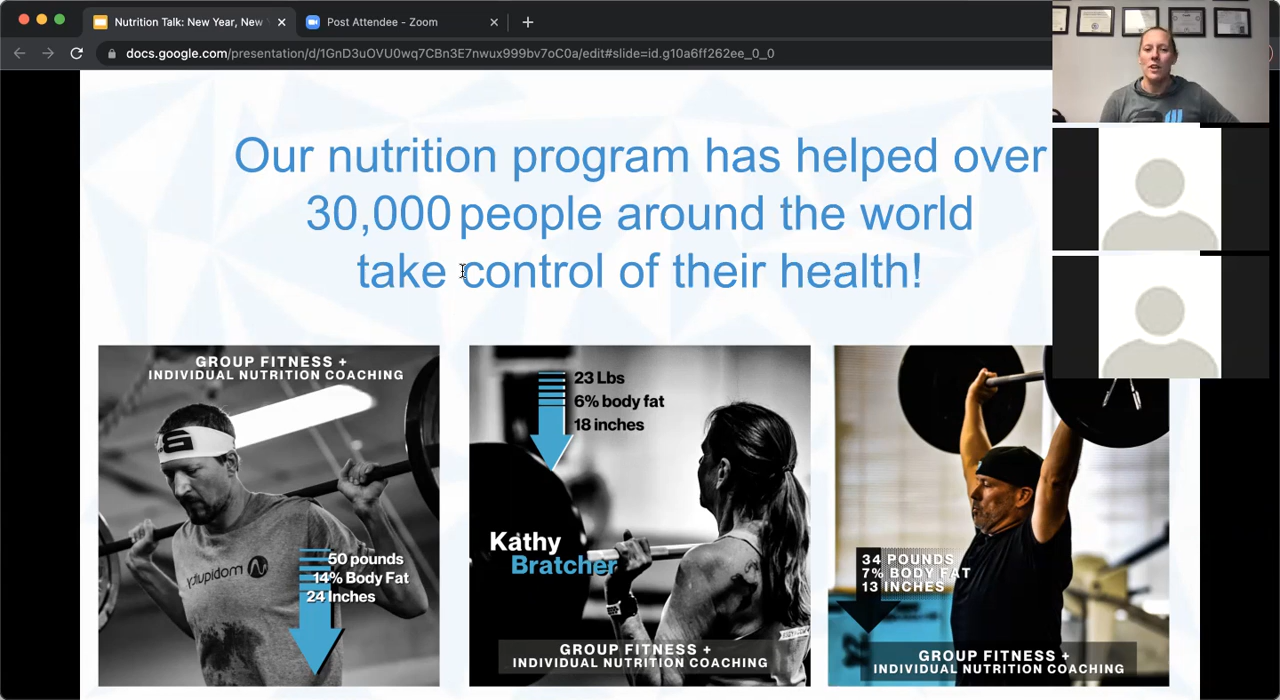 Nutrition Talk: New Year, New
Post Attendee - Zoom
docs.google.com/presentation/d/1GnD3uOVU0wq7CBn3E7nwux999bv7oC0a/edit#slide=id.g10a6ff262ee_0_0
Our nutrition program has helped over
30,000 people around the world
take control of their health!
GROUP FITNESS +
INDIVIDUAL NUTRITION COACHING
50 pounds
14% Body Fat
24 Inches
23 Lbs
6% body fat
18 inches
Kathy
Bratcher
GROUP FITNESS +
INDIVIDUAL NUTRITION COACHING
34 POUNDS
7% BODY FAT
13 INCHES
GROUP FITNESS +
INDIVIDUAL NUTRITION COACHING